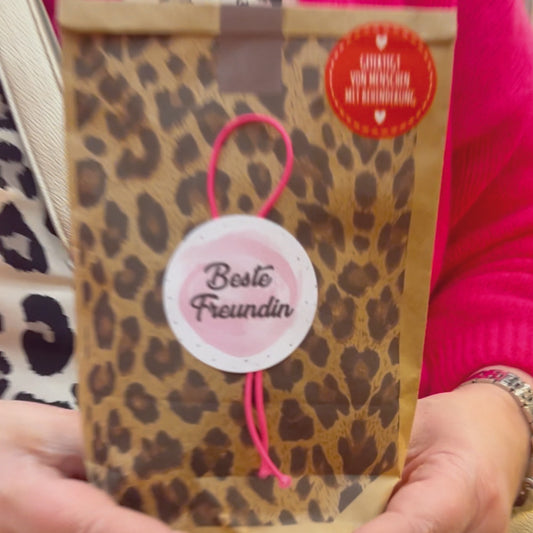 GEFERTIGT
VON MENSCHEN
MIT BEHINDERUNG
Beste
Freundin